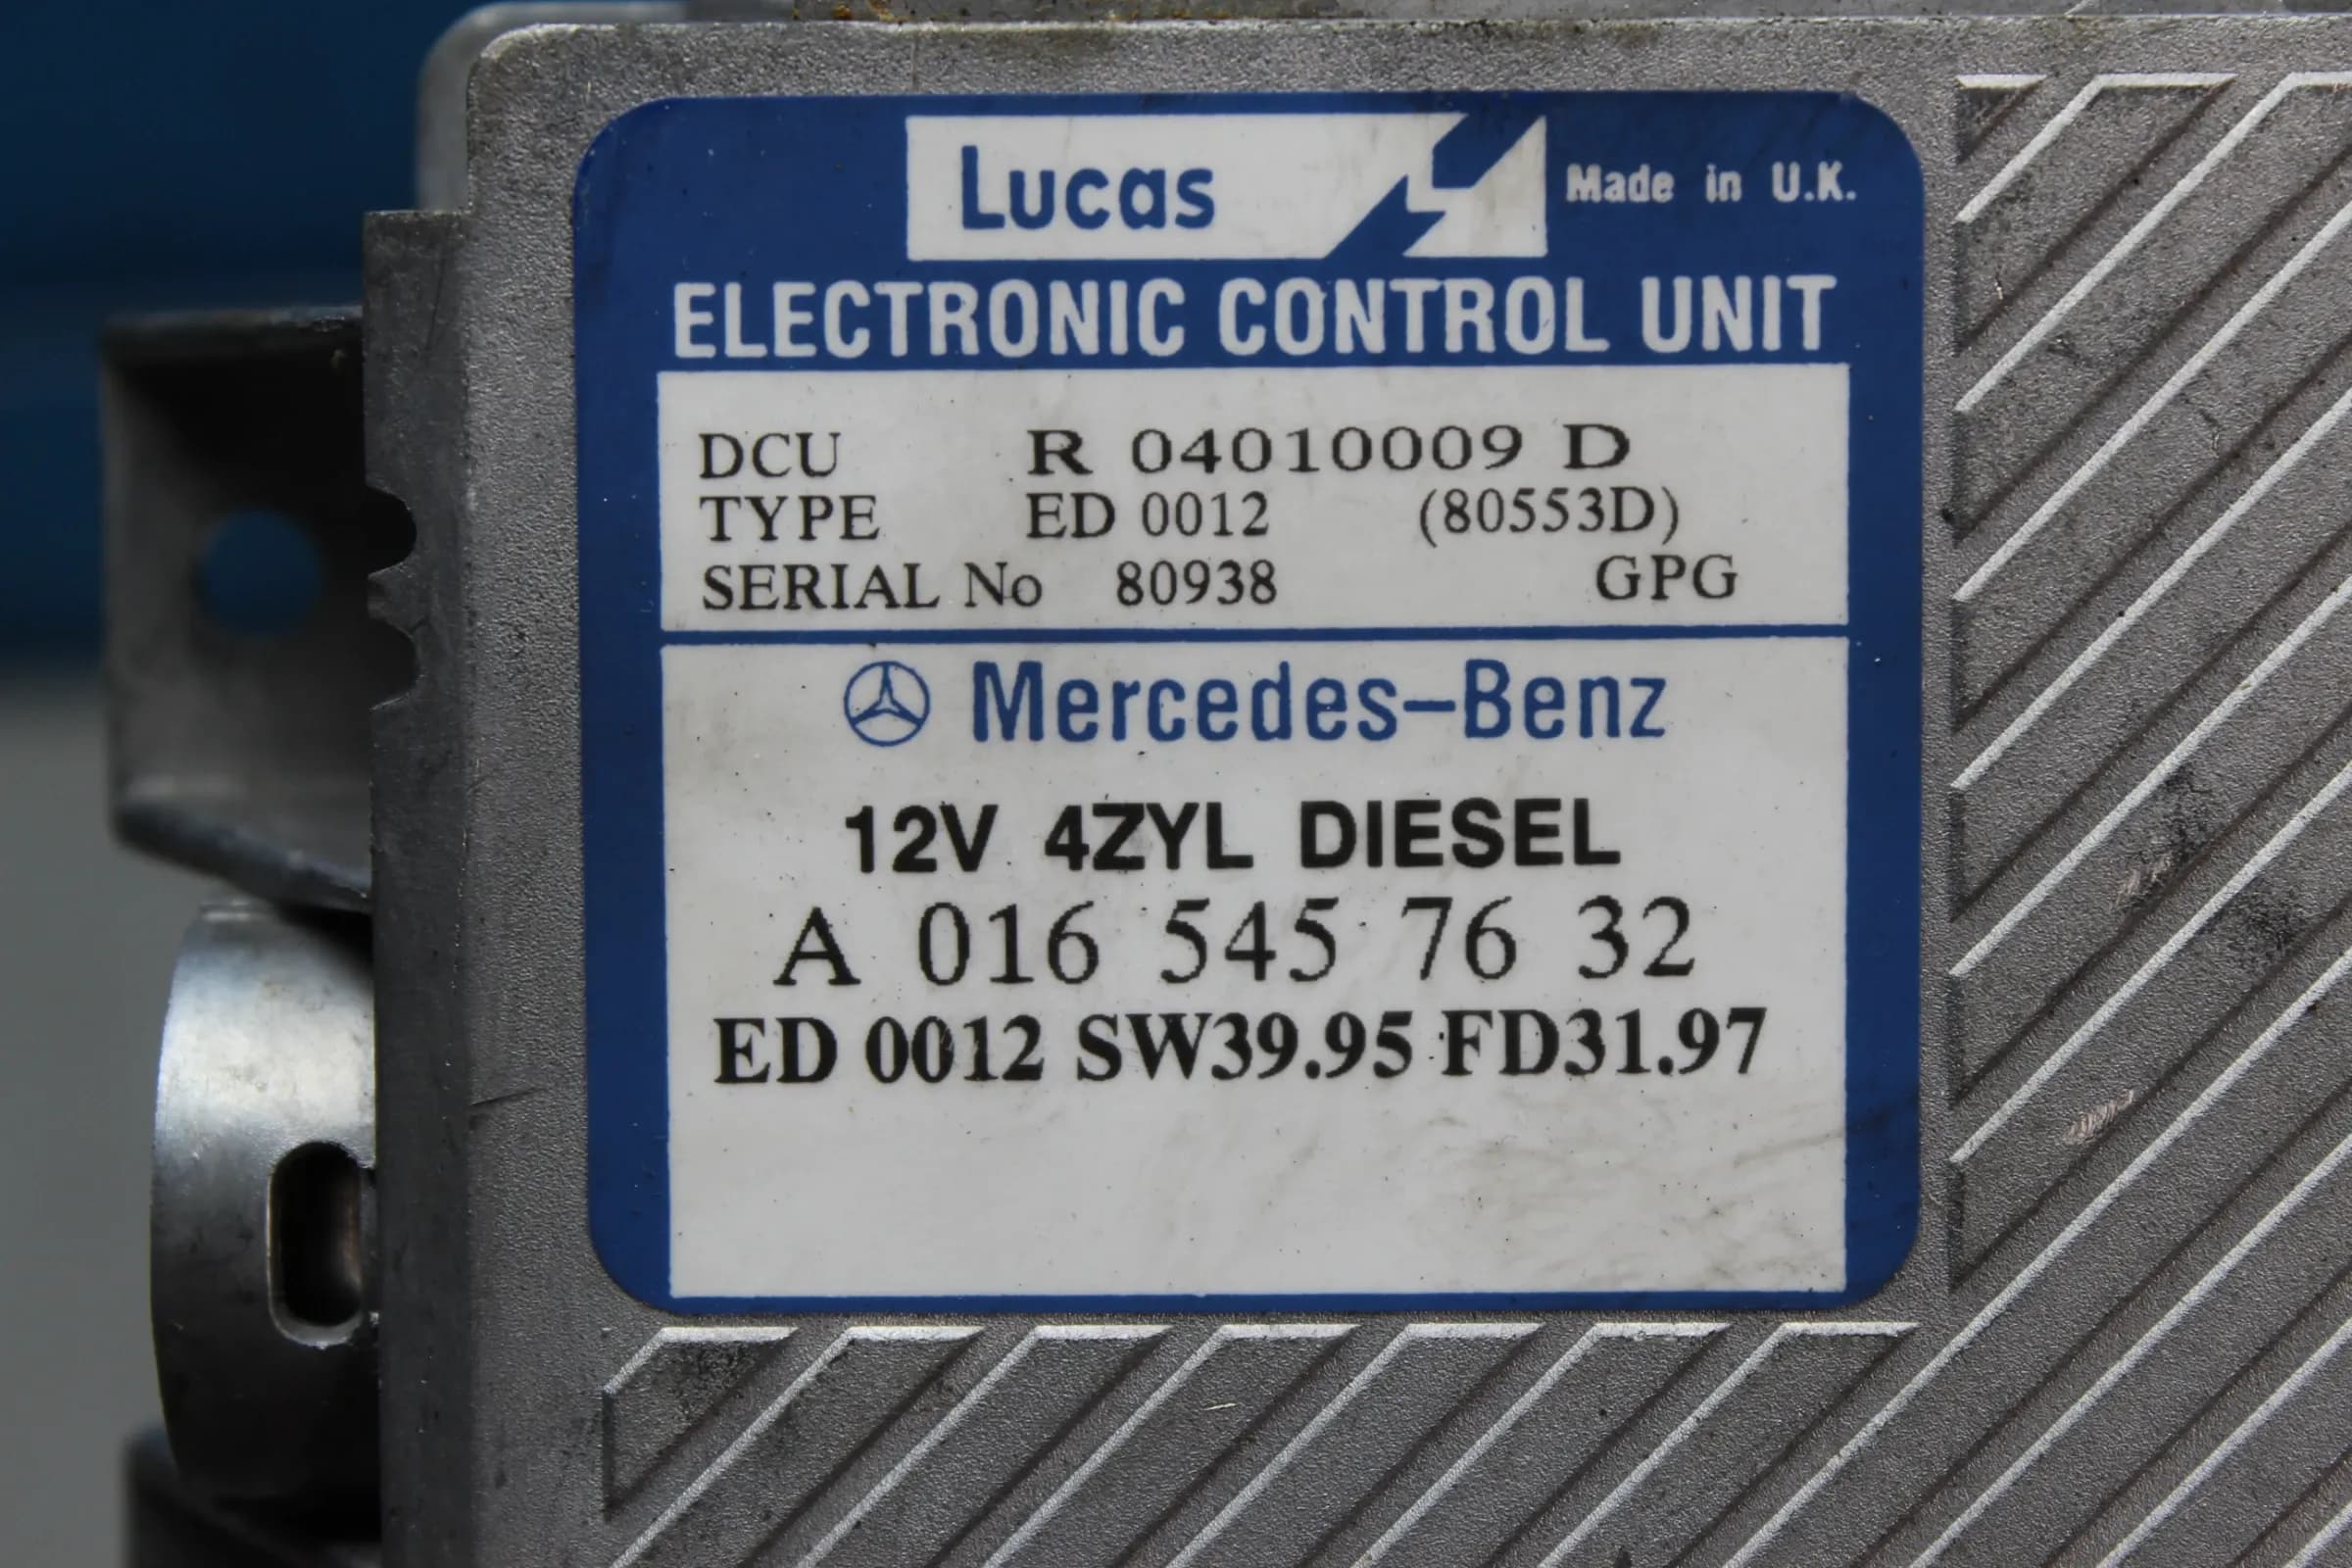 Lucas Made in U.K.
ELECTRONIC CONTROL UNIT
DCU R 04010009 D
TYPE ED 0012 (80553D)
SERIAL No 80938 GPG
Mercedes-Benz
12V 4ZYL DIESEL
A 016 545 76 32
ED 0012 SW39.95 FD31.97